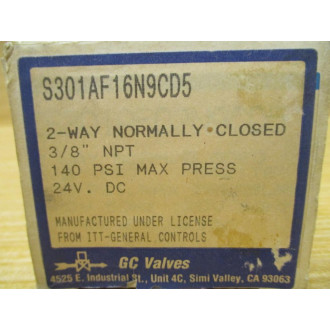 S301AF16N9CD5
2-WAY NORMALLY CLOSED
3/8" NPT
140 PSI MAX PRESS
24V. DC
MANUFACTURED UNDER LICENSE
FROM ITT-GENERAL CONTROLS
GC Valves
4525 E. Industrial St., Unit 4C, Simi Valley, CA 93063